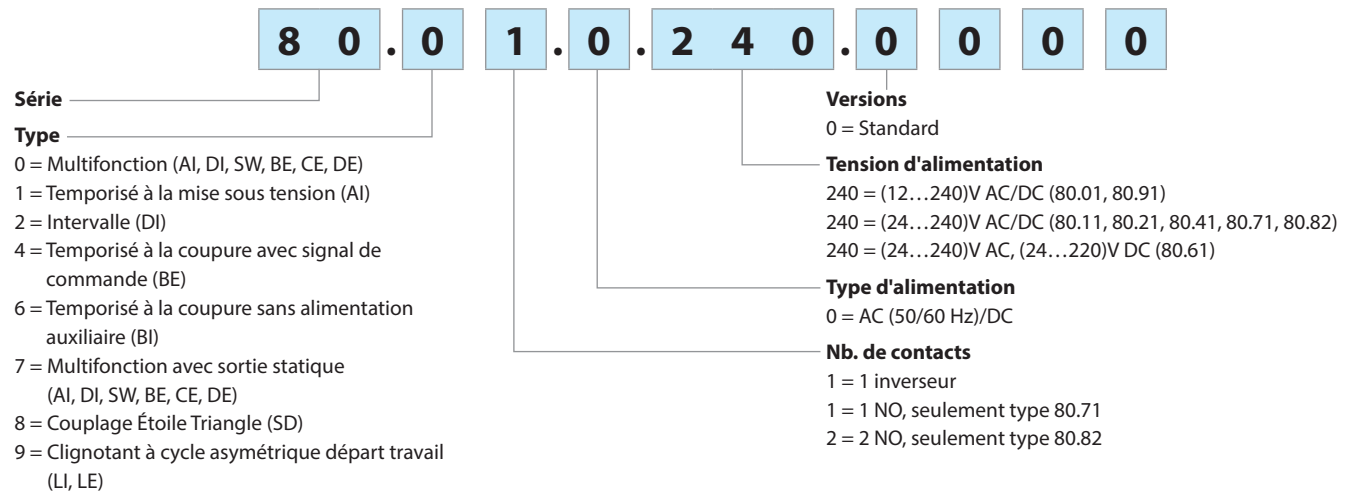 8 0 . 0 1 . 0 . 2 4 0 . 0 0 0 0
Série
Type
0 = Multifonction (AI, DI, SW, BE, CE, DE)
1 = Temporisé à la mise sous tension (AI)
2 = Intervalle (DI)
4 = Temporisé à la coupure avec signal de
commande (BE)
6 = Temporisé à la coupure sans alimentation
auxiliaire (BI)
7 = Multifonction avec sortie statique
(AI, DI, SW, BE, CE, DE)
8 = Couplage Étoile Triangle (SD)
9 = Clignotant à cycle asymétrique départ travail
(LI, LE)
Versions
0 = Standard
Tension d'alimentation
240 = (12…240)V AC/DC (80.01, 80.91)
240 = (24…240)V AC/DC (80.11, 80.21, 80.41, 80.71, 80.82)
240 = (24…240)V AC, (24…220)V DC (80.61)
Type d'alimentation
0 = AC (50/60 Hz)/DC
Nb. de contacts
1 = 1 inverseur
1 = 1 NO, seulement type 80.71
2 = 2 NO, seulement type 80.82